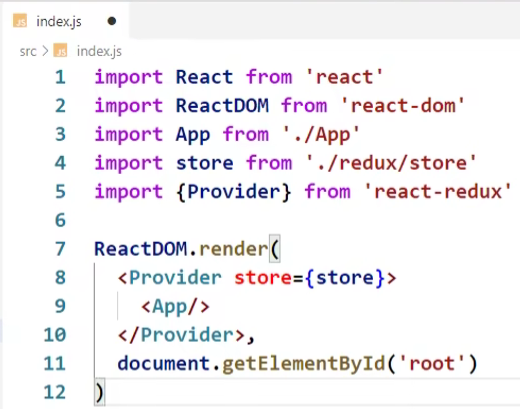 JS index.js ●
src > JS index.js
1 import React from 'react'
2 import ReactDOM from 'react-dom'
3 import App from './App'
4 import store from './redux/store'
5 import {Provider} from 'react-redux'
6
7 ReactDOM.render(
8   <Provider store={store}>
9     <App/>
10   </Provider>,
11   document.getElementById('root')
12 )